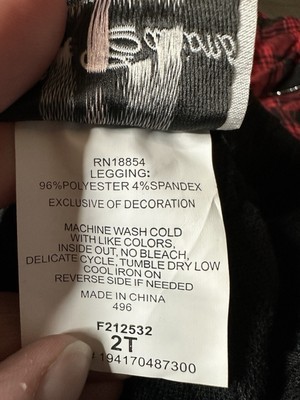 RN18854
LEGGING:
96%POLYESTER 4%SPANDEX
EXCLUSIVE OF DECORATION
MACHINE WASH COLD
WITH LIKE COLORS,
INSIDE OUT, NO BLEACH,
DELICATE CYCLE, TUMBLE DRY LOW
COOL IRON ON
REVERSE SIDE IF NEEDED
MADE IN CHINA
496
F212532
2T
194170487300